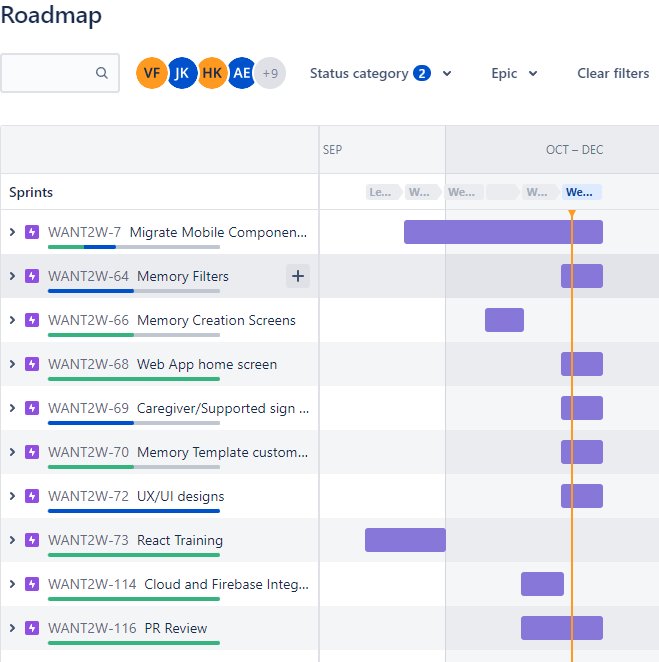 Roadmap
VF JK HK AE +9 Status category 2 Epic Clear filters
SEP OCT – DEC
Sprints Le... W... We... W... We...
WANT2W-7 Migrate Mobile Componen...
WANT2W-64 Memory Filters +
WANT2W-66 Memory Creation Screens
WANT2W-68 Web App home screen
WANT2W-69 Caregiver/Supported sign ...
WANT2W-70 Memory Template custom...
WANT2W-72 UX/UI designs
WANT2W-73 React Training
WANT2W-114 Cloud and Firebase Integ...
WANT2W-116 PR Review